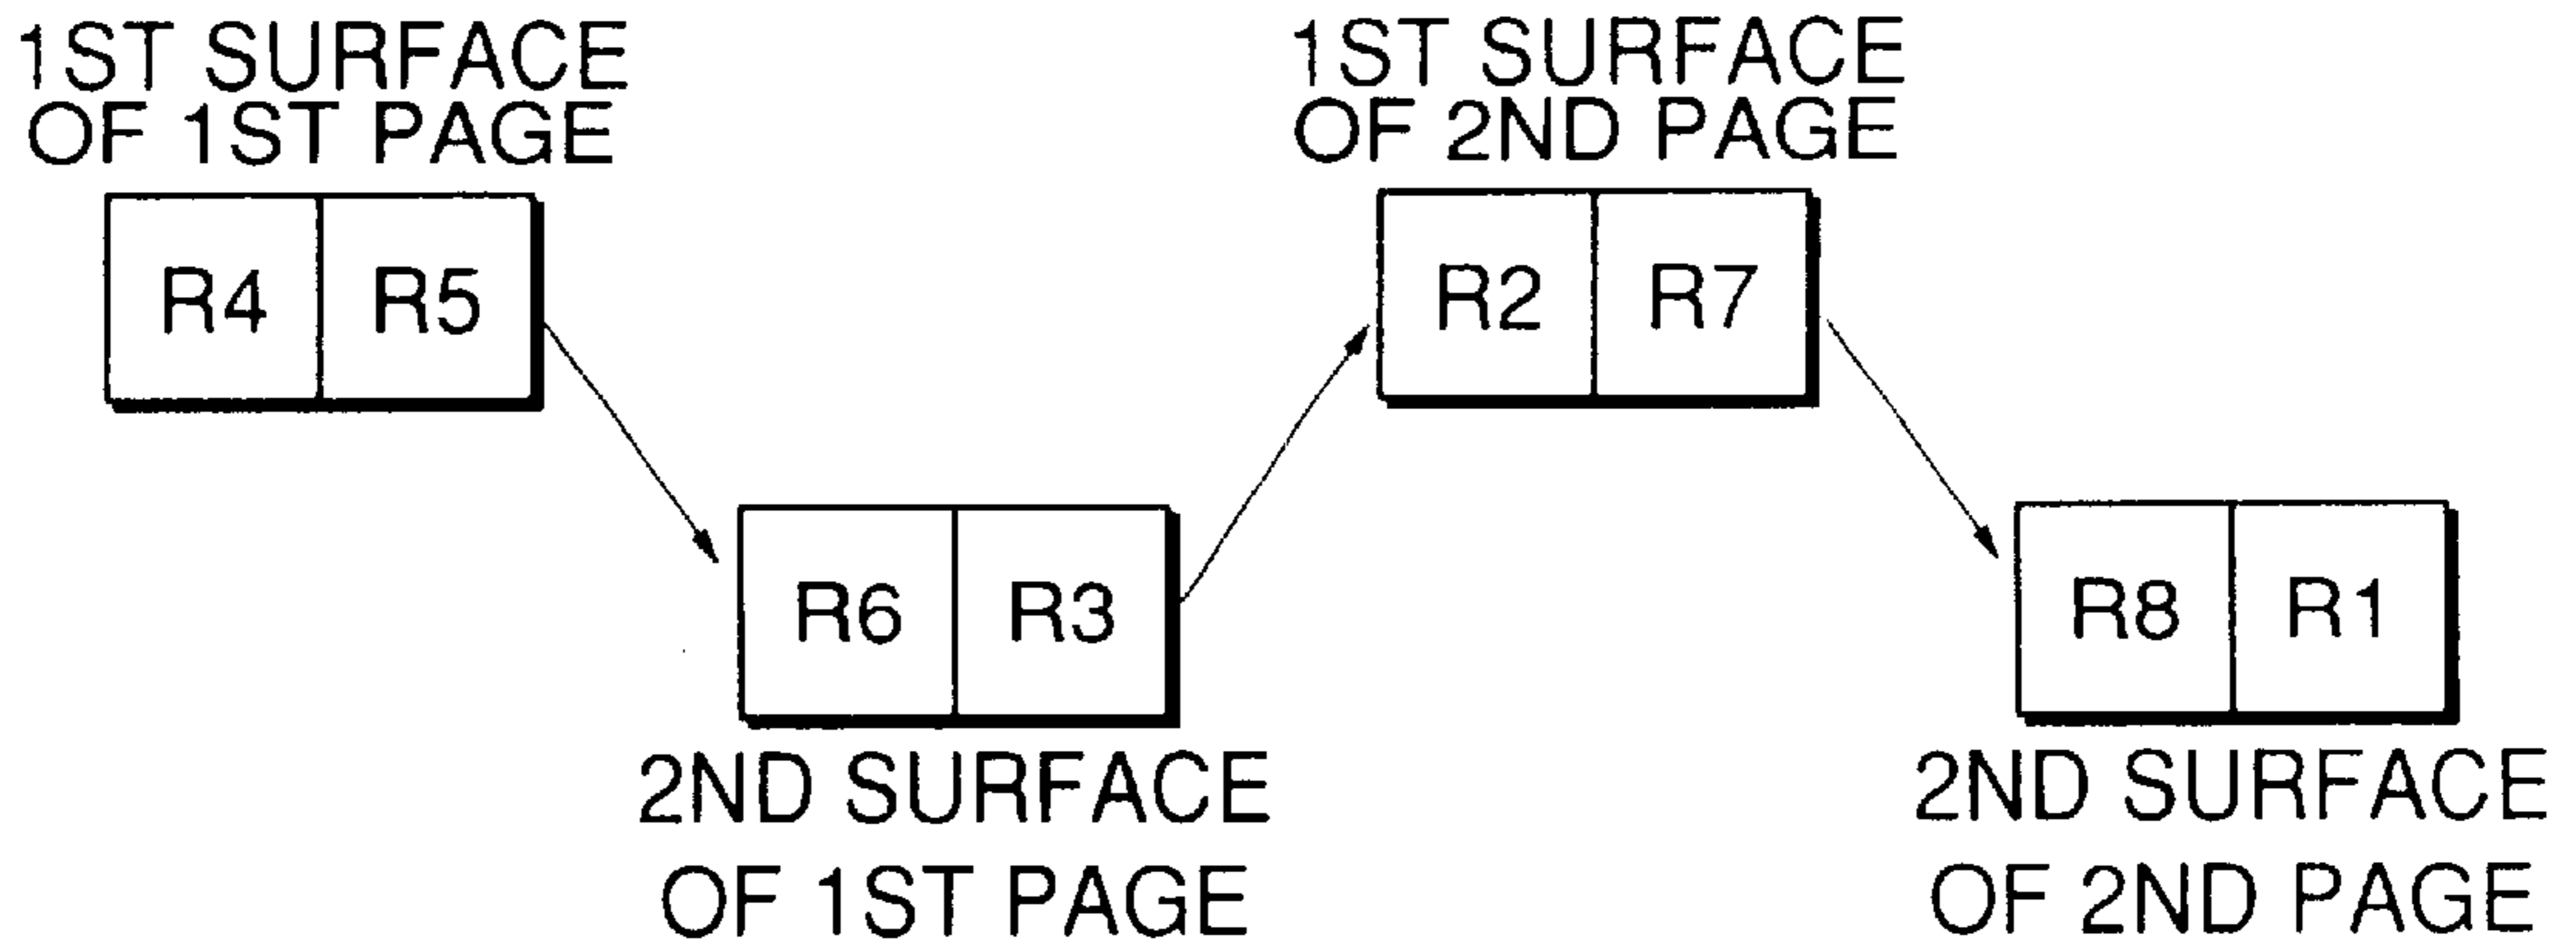 1ST SURFACE
OF 1ST PAGE
R4 R5
R6 R3
2ND SURFACE
OF 1ST PAGE
1ST SURFACE
OF 2ND PAGE
R2 R7
R8 R1
2ND SURFACE
OF 2ND PAGE